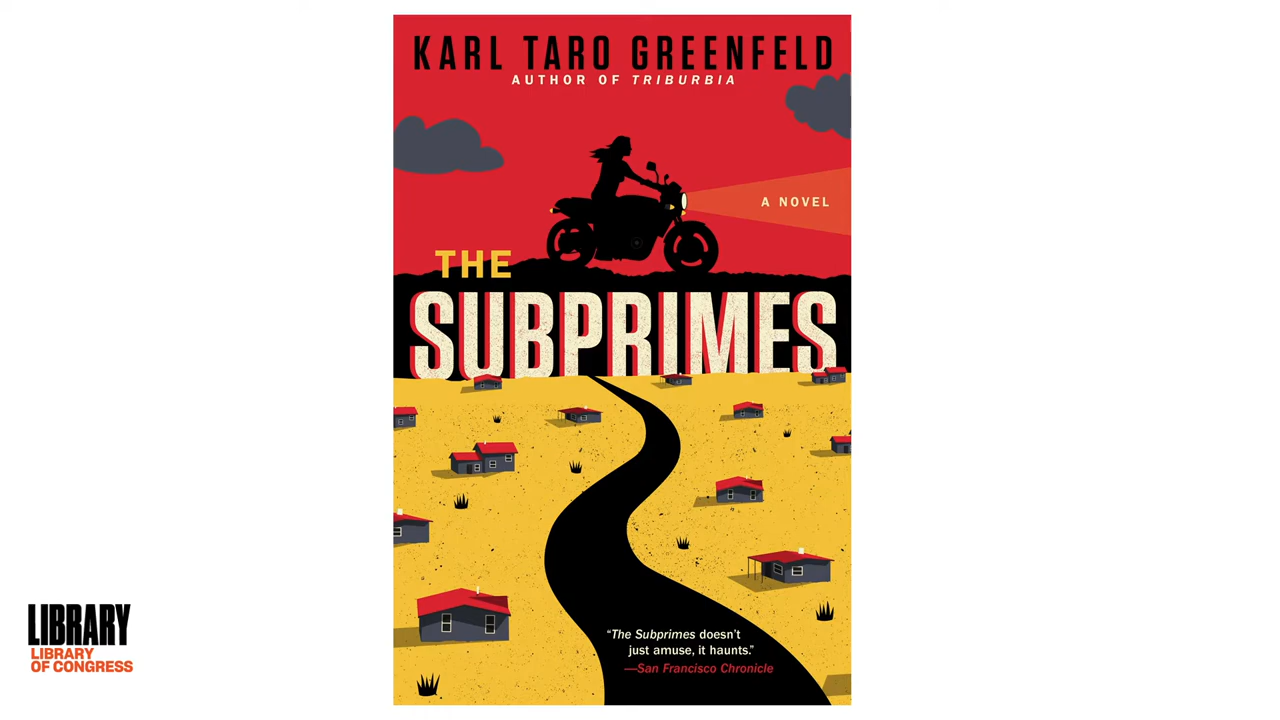 KARL TARO GREENFELD
AUTHOR OF TRIBURBIA
A NOVEL
THE
SUBPRIMES
“The Subprimes doesn’t
just amuse, it haunts.”
—San Francisco Chronicle
LIBRARY
LIBRARY
OF CONGRESS